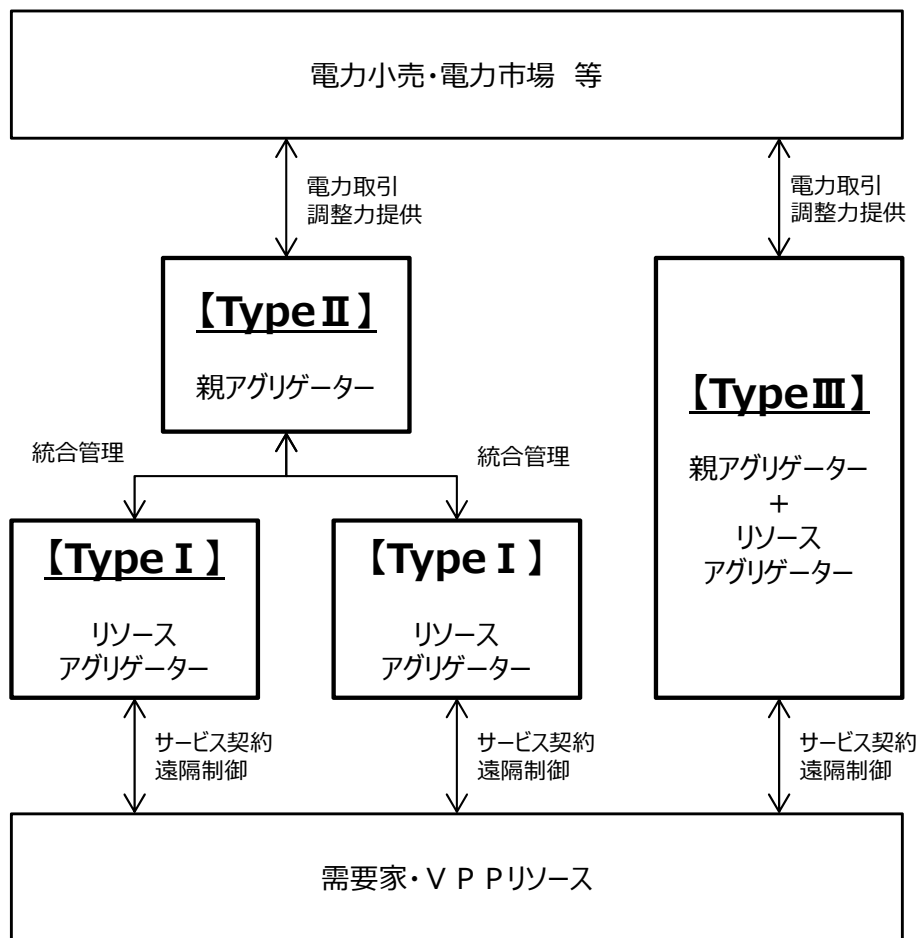 電力小売・電力市場 等
電力取引
調整力提供
電力取引
調整力提供
【TypeⅡ】
親アグリゲーター
【TypeⅢ】
親アグリゲーター
+
リソース
アグリゲーター
統合管理
統合管理
【TypeⅠ】
リソース
アグリゲーター
【TypeⅠ】
リソース
アグリゲーター
サービス契約
遠隔制御
サービス契約
遠隔制御
サービス契約
遠隔制御
需要家・ＶＰＰリソース